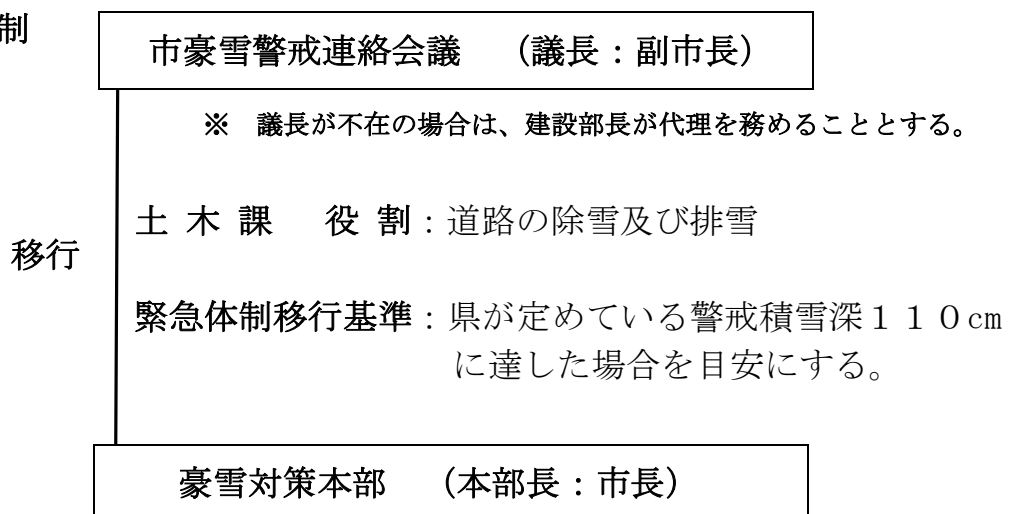 制
市豪雪警戒連絡会議　（議長：副市長）
※　議長が不在の場合は、建設部長が代理を務めることとする。
土 木 課　役 割：道路の除雪及び排雪
移行
緊急体制移行基準：県が定めている警戒積雪深１１０㎝
に達した場合を目安にする。
豪雪対策本部　（本部長：市長）